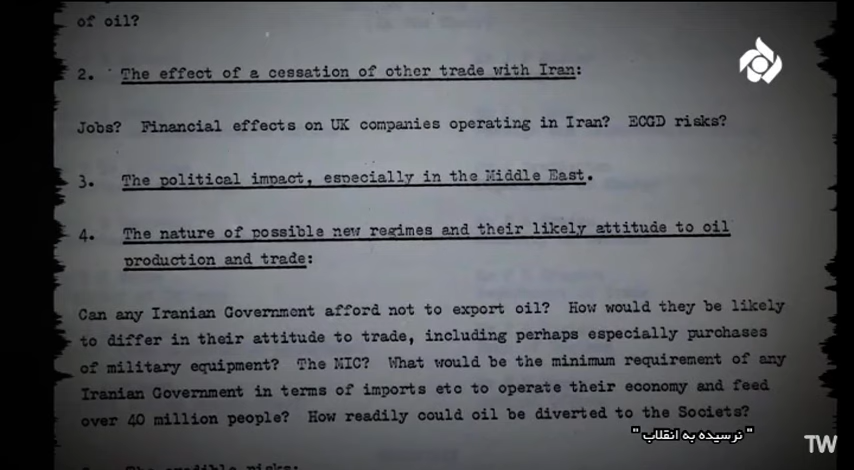 of oil?
2. The effect of a cessation of other trade with Iran:
Jobs? Financial effects on UK companies operating in Iran? ECGD risks?
3. The political impact, especially in the Middle East.
4. The nature of possible new regimes and their likely attitude to oil
production and trade:
Can any Iranian Government afford not to export oil? How would they be likely
to differ in their attitude to trade, including perhaps especially purchases
of military equipment? The MIC? What would be the minimum requirement of any
Iranian Government in terms of imports etc to operate their economy and feed
over 40 million people? How readily could oil be diverted to the Societs?
" نرسیده به انقلاب "
TW